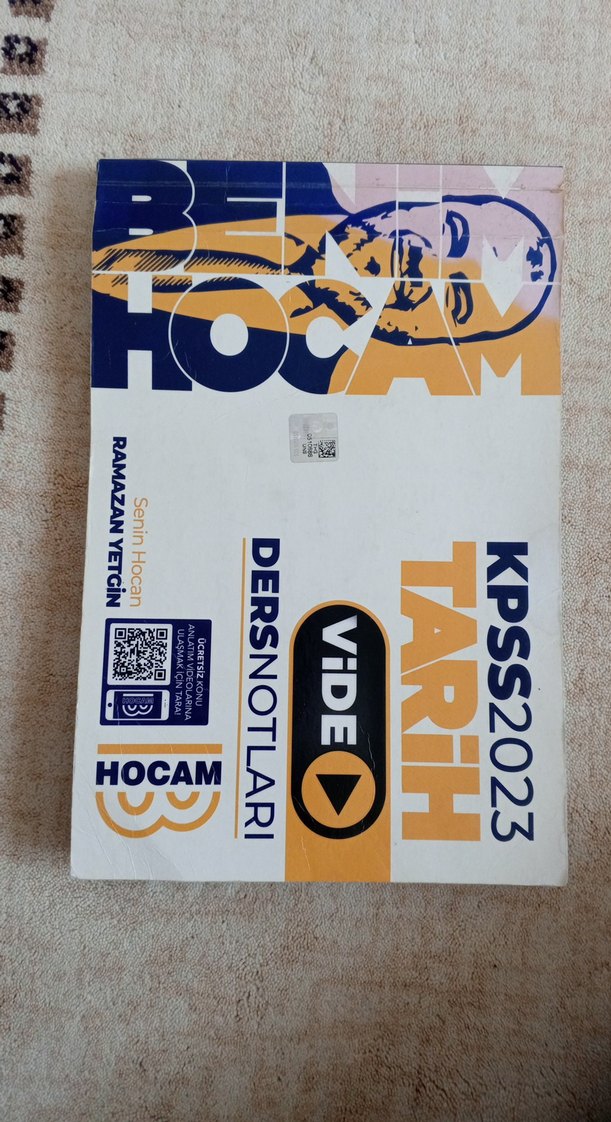 BENİM
HOCAM
KPSS2023
TARİH
VİDEO
DERSNOTLARI
Senin Hocan
RAMAZAN YETGİN
ÜCRETSİZ KONU
ANLATIM VİDEOLARINA
ULAŞMAK İÇİN TARA!
HOCAM
HOCAM